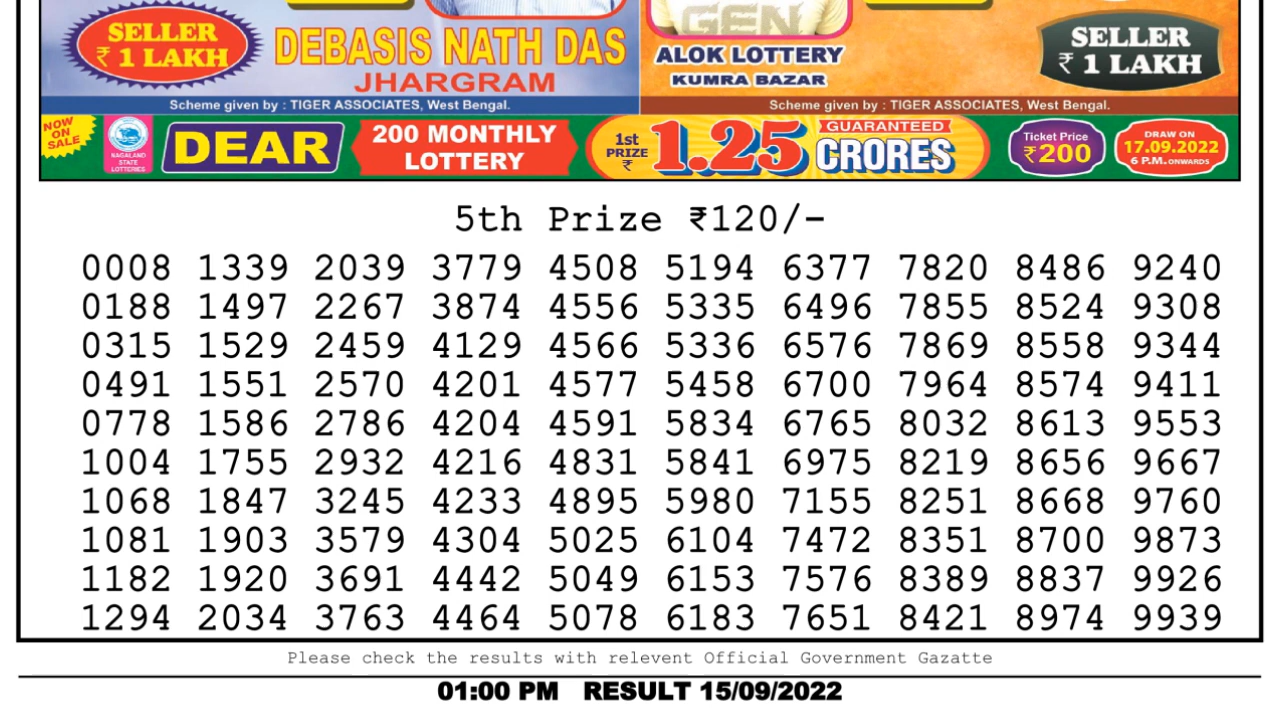 SELLER
₹ 1 LAKH
DEBASIS NATH DAS
JHARGRAM
GEN
ALOK LOTTERY
KUMRA BAZAR
SELLER
₹ 1 LAKH
Scheme given by : TIGER ASSOCIATES, West Bengal.
Scheme given by : TIGER ASSOCIATES, West Bengal.
NOW
ON
SALE
NAGALAND
STATE
LOTTERIES
DEAR
200 MONTHLY
LOTTERY
1st
PRIZE
₹
1.25
GUARANTEED
CRORES
Ticket Price
₹200
DRAW ON
17.09.2022
6 P.M. ONWARDS
5th Prize ₹120/-
0008 1339 2039 3779 4508 5194 6377 7820 8486 9240
0188 1497 2267 3874 4556 5335 6496 7855 8524 9308
0315 1529 2459 4129 4566 5336 6576 7869 8558 9344
0491 1551 2570 4201 4577 5458 6700 7964 8574 9411
0778 1586 2786 4204 4591 5834 6765 8032 8613 9553
1004 1755 2932 4216 4831 5841 6975 8219 8656 9667
1068 1847 3245 4233 4895 5980 7155 8251 8668 9760
1081 1903 3579 4304 5025 6104 7472 8351 8700 9873
1182 1920 3691 4442 5049 6153 7576 8389 8837 9926
1294 2034 3763 4464 5078 6183 7651 8421 8974 9939
Please check the results with relevent Official Government Gazatte
01:00 PM RESULT 15/09/2022